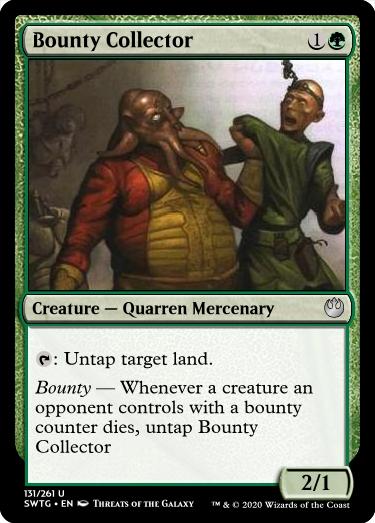 Bounty Collector 1
Creature — Quarren Mercenary
: Untap target land.
Bounty — Whenever a creature an
opponent controls with a bounty
counter dies, untap Bounty
Collector
2/1
131/261 U
SWTG • EN THREATS OF THE GALAXY ™ & © 2020 Wizards of the Coast